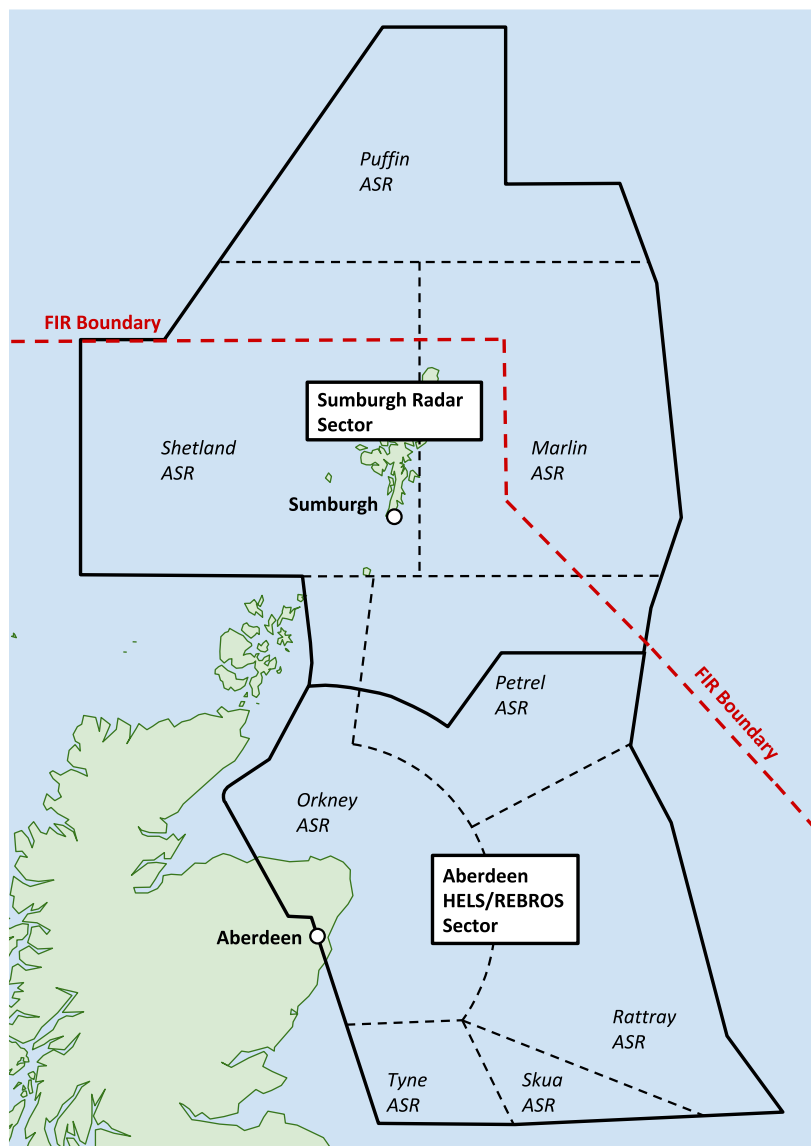 Puffin
ASR
FIR Boundary
Sumburgh Radar
Sector
Shetland
ASR
Marlin
ASR
Sumburgh
Petrel
ASR
FIR Boundary
Orkney
ASR
Aberdeen
HELS/REBROS
Sector
Aberdeen
Rattray
ASR
Tyne
ASR
Skua
ASR